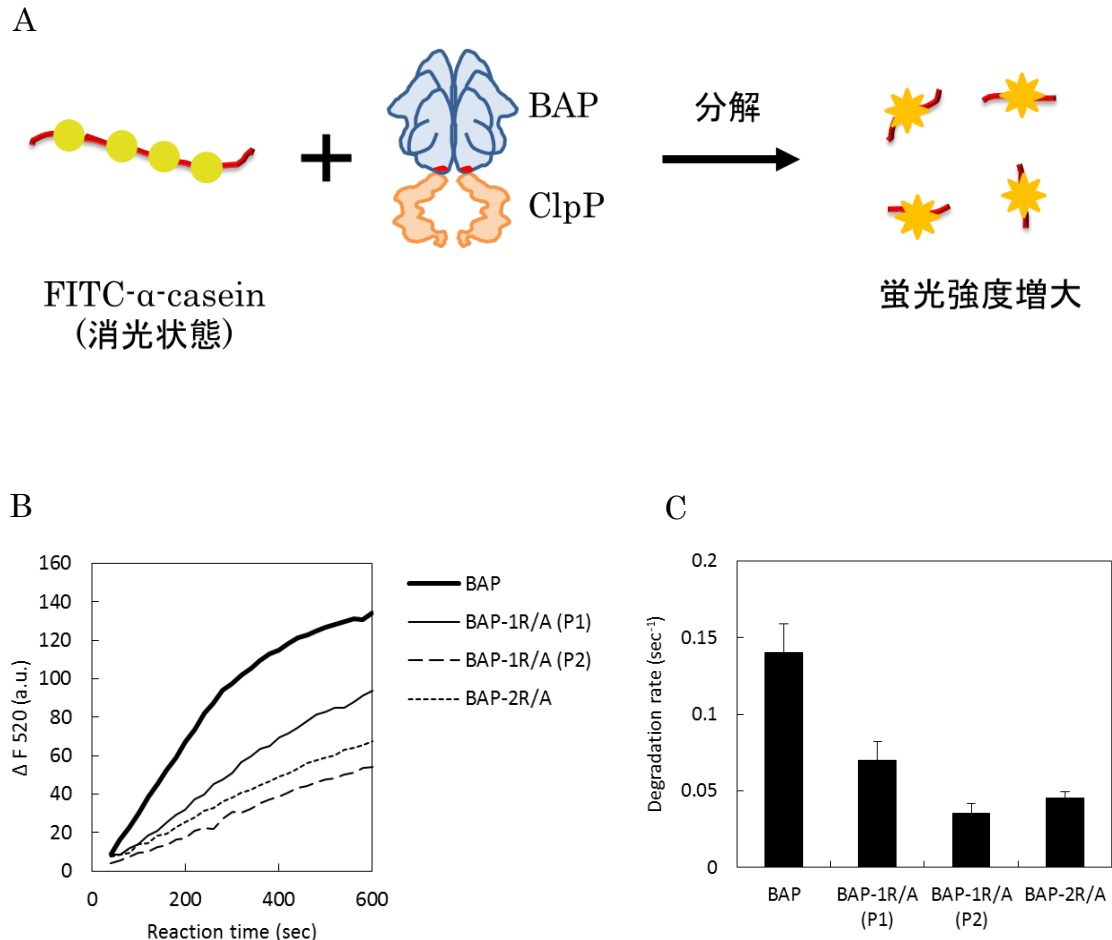 A
BAP
ClpP
分解
FITC-α-casein
(消光状態)
蛍光強度増大
B
160
140
120
100
80
60
40
20
0
Δ F 520 (a.u.)
0
200
400
600
Reaction time (sec)
BAP
BAP-1R/A (P1)
BAP-1R/A (P2)
BAP-2R/A
C
0.2
0.15
0.1
0.05
0
Degradation rate (sec⁻¹)
BAP
BAP-1R/A
(P1)
BAP-1R/A
(P2)
BAP-2R/A